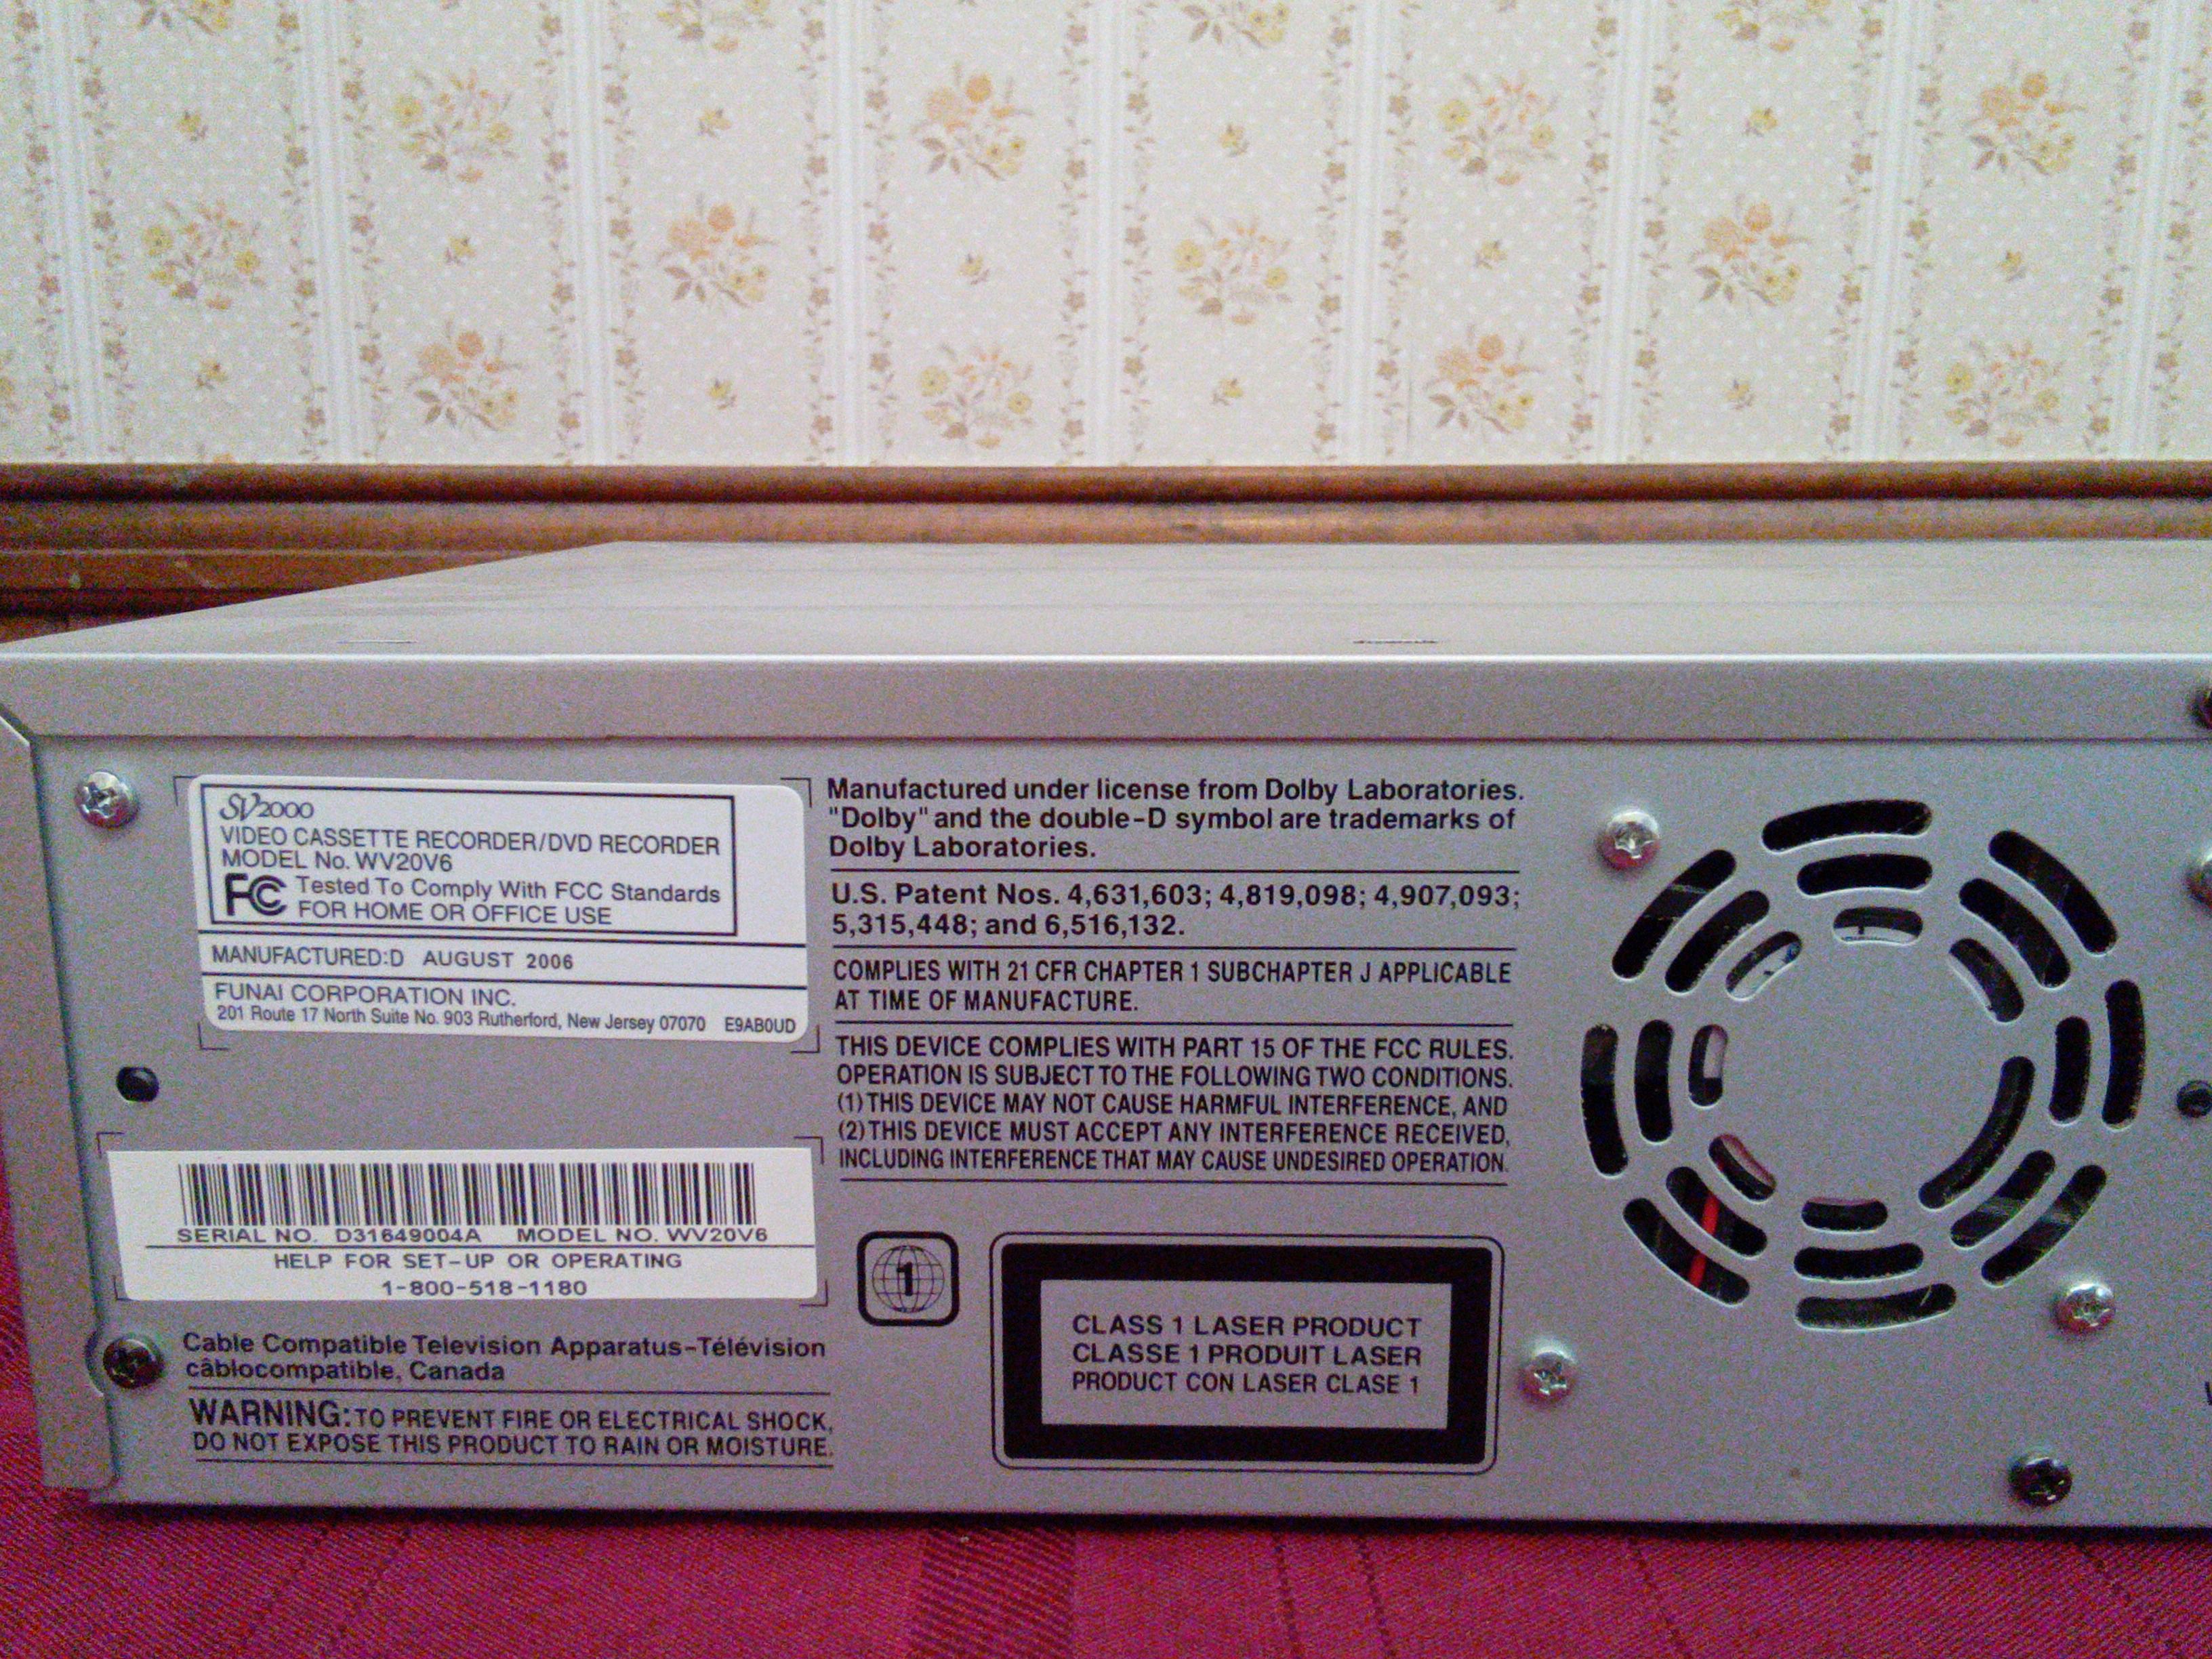 SV2000
VIDEO CASSETTE RECORDER/DVD RECORDER
MODEL No. WV20V6
FC Tested To Comply With FCC Standards
FOR HOME OR OFFICE USE
MANUFACTURED:D AUGUST 2006
FUNAI CORPORATION INC.
201 Route 17 North Suite No. 903 Rutherford, New Jersey 07070 E9AB0UD
SERIAL NO. D31649004A MODEL NO. WV20V6
HELP FOR SET-UP OR OPERATING
1-800-518-1180
Cable Compatible Television Apparatus-Télévision
câblocompatible, Canada
WARNING: TO PREVENT FIRE OR ELECTRICAL SHOCK,
DO NOT EXPOSE THIS PRODUCT TO RAIN OR MOISTURE.
Manufactured under license from Dolby Laboratories.
"Dolby" and the double-D symbol are trademarks of
Dolby Laboratories.
U.S. Patent Nos. 4,631,603; 4,819,098; 4,907,093;
5,315,448; and 6,516,132.
COMPLIES WITH 21 CFR CHAPTER 1 SUBCHAPTER J APPLICABLE
AT TIME OF MANUFACTURE.
THIS DEVICE COMPLIES WITH PART 15 OF THE FCC RULES.
OPERATION IS SUBJECT TO THE FOLLOWING TWO CONDITIONS.
(1) THIS DEVICE MAY NOT CAUSE HARMFUL INTERFERENCE, AND
(2) THIS DEVICE MUST ACCEPT ANY INTERFERENCE RECEIVED,
INCLUDING INTERFERENCE THAT MAY CAUSE UNDESIRED OPERATION.
1
CLASS 1 LASER PRODUCT
CLASSE 1 PRODUIT LASER
PRODUCT CON LASER CLASE 1